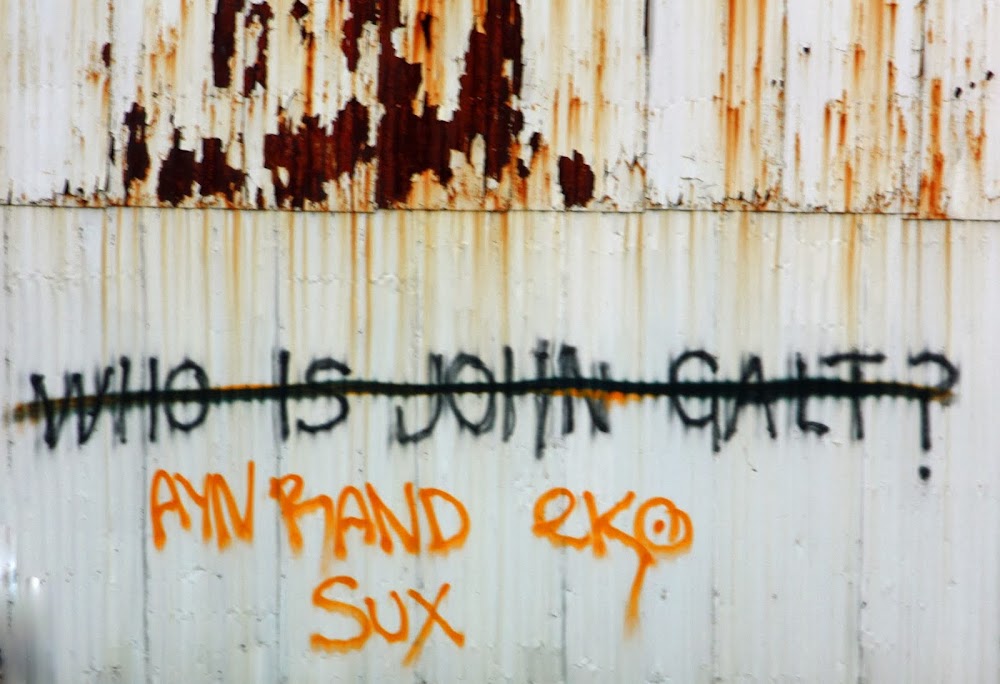 WHO IS JOHN GALT?
AYN RAND
SUX